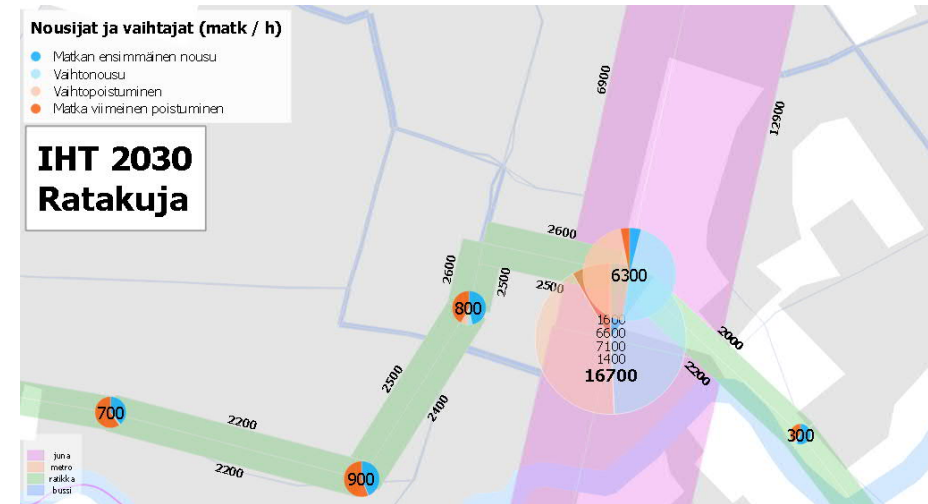 Nousijat ja vaihtajat (matk / h)
Matkan ensimmäinen nousu
Vaihtonousu
Vaihtopoistuminen
Matka viimeinen poistuminen
IHT 2030
Ratakuja
6900
12900
2600
2600
2500
2500
6300
800
1600
6600
7100
1400
16700
2000
2200
2500
2400
700
2200
2200
900
300
juna
metro
ratikka
bussi